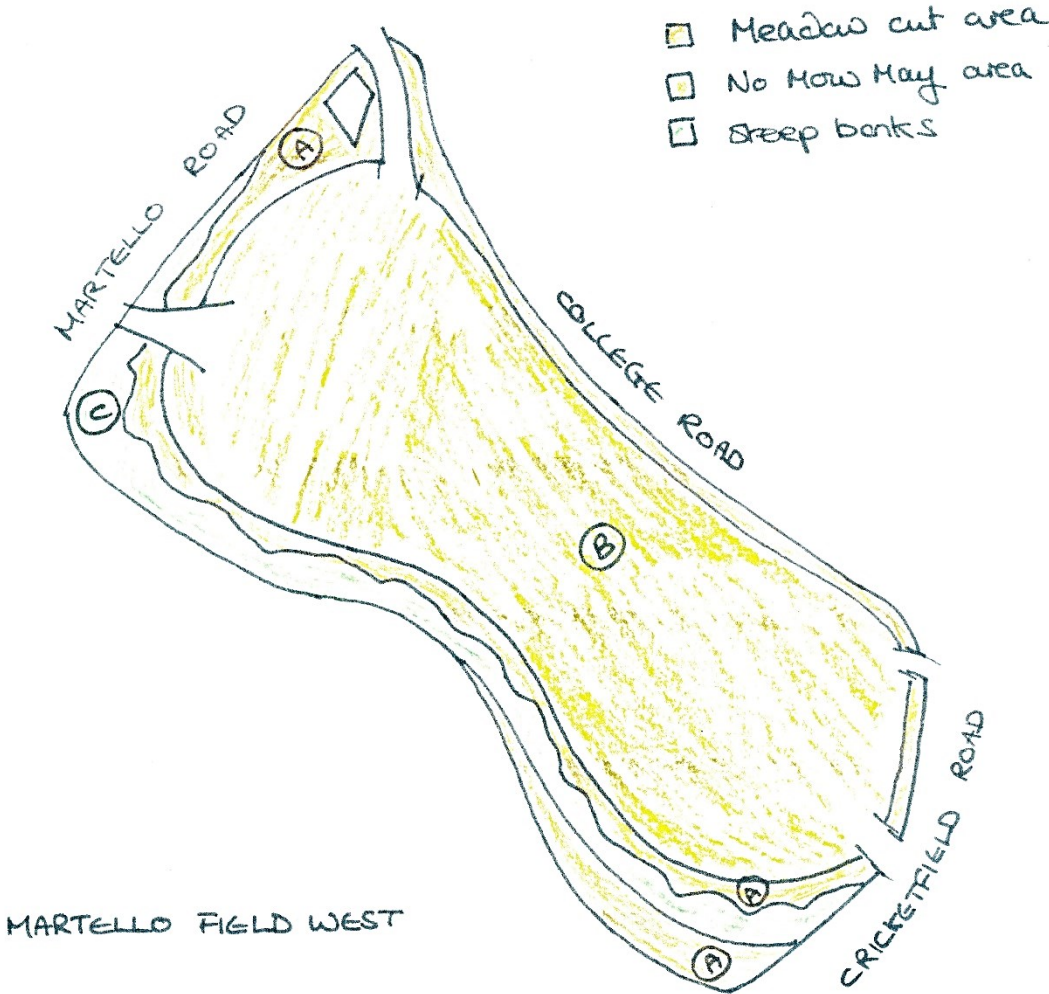 Meadow cut area
No Mow May area
Steep banks
MARTELLO ROAD
A
COLLEGE ROAD
C
B
CRICKETFIELD ROAD
A
MARTELLO FIELD WEST
A